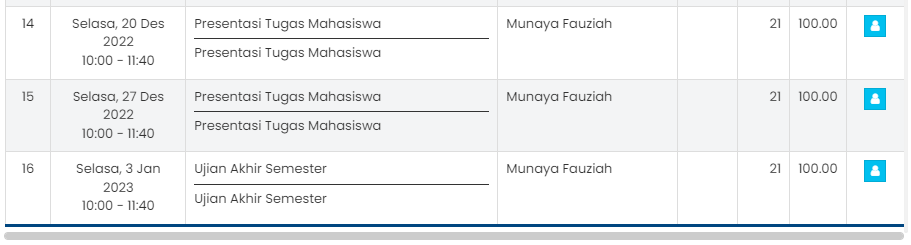 14 Selasa, 20 Des 2022 10:00 - 11:40 Presentasi Tugas Mahasiswa Presentasi Tugas Mahasiswa Munaya Fauziah 21 100.00
15 Selasa, 27 Des 2022 10:00 - 11:40 Presentasi Tugas Mahasiswa Presentasi Tugas Mahasiswa Munaya Fauziah 21 100.00
16 Selasa, 3 Jan 2023 10:00 - 11:40 Ujian Akhir Semester Ujian Akhir Semester Munaya Fauziah 21 100.00